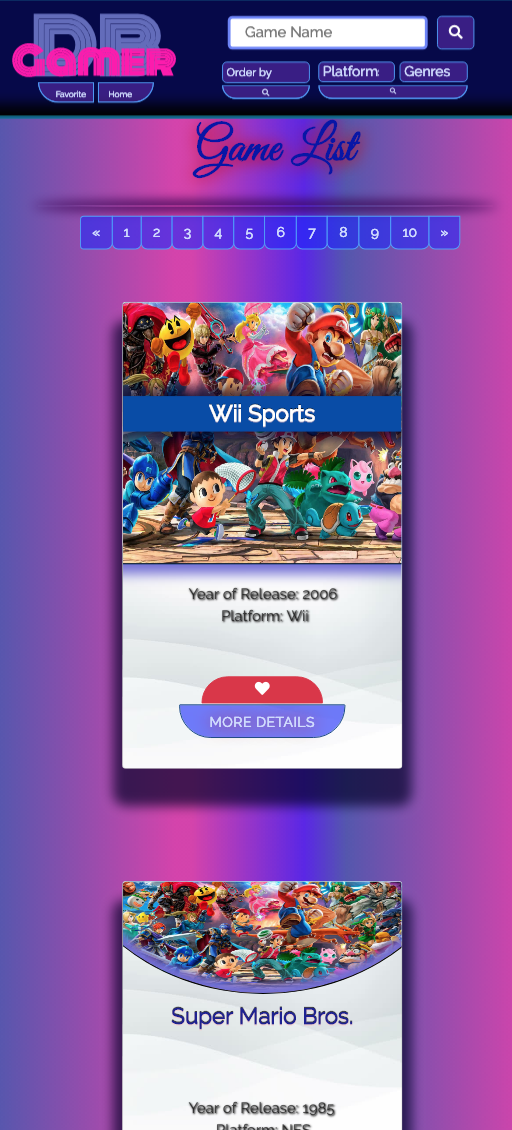 DB
GAMER
Favorite Home
Game Name
Order by Platform Genres
Game List
« 1 2 3 4 5 6 7 8 9 10 »
Wii Sports
Year of Release: 2006
Platform: Wii
MORE DETAILS
Super Mario Bros.
Year of Release: 1985
Platform: NES